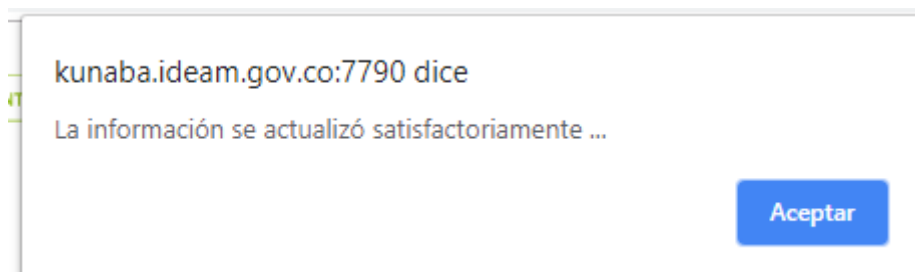 kunaba.ideam.gov.co:7790 dice
La información se actualizó satisfactoriamente ...
Aceptar